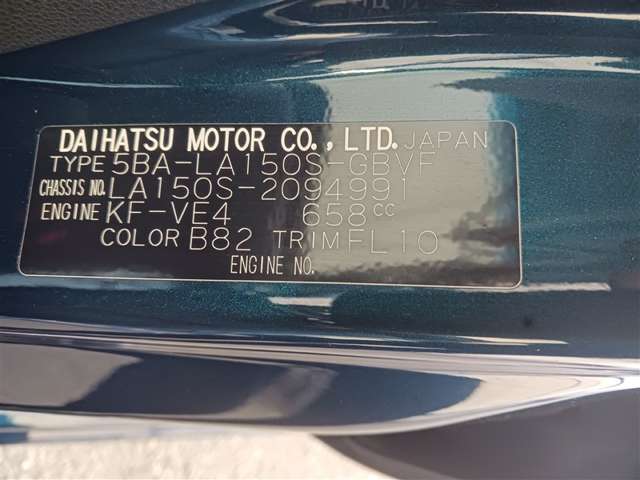 DAIHATSU MOTOR CO., LTD. JAPAN
TYPE 5BA-LA150S-GBVF
CHASSIS NO. LA150S-2094991
ENGINE KF-VE4 658cc
COLOR B82 TRIM FL10
ENGINE NO.